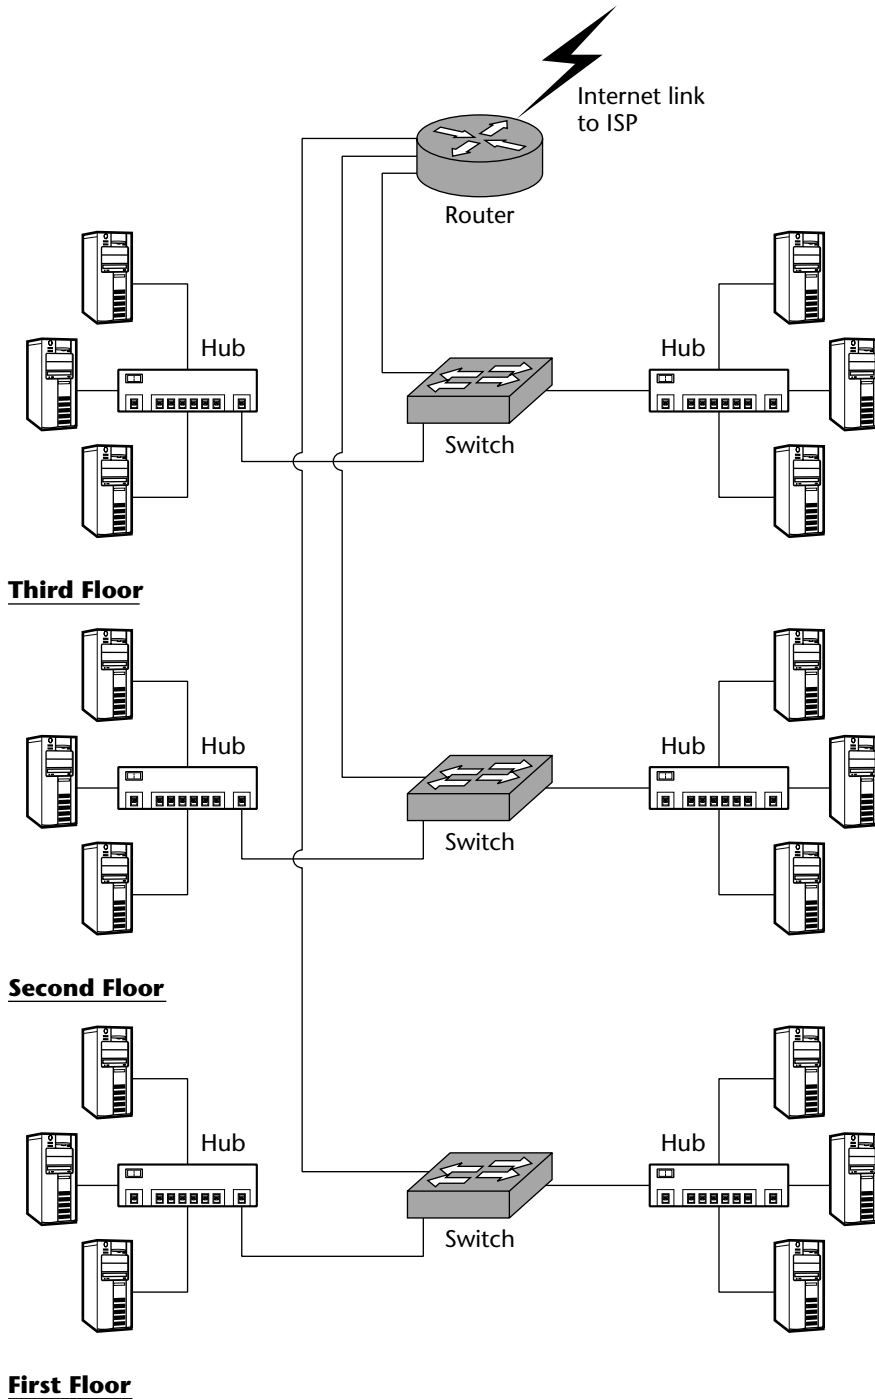 Internet link
to ISP
Router
Hub
Hub
Switch
Third Floor
Hub
Hub
Switch
Second Floor
Hub
Hub
Switch
First Floor